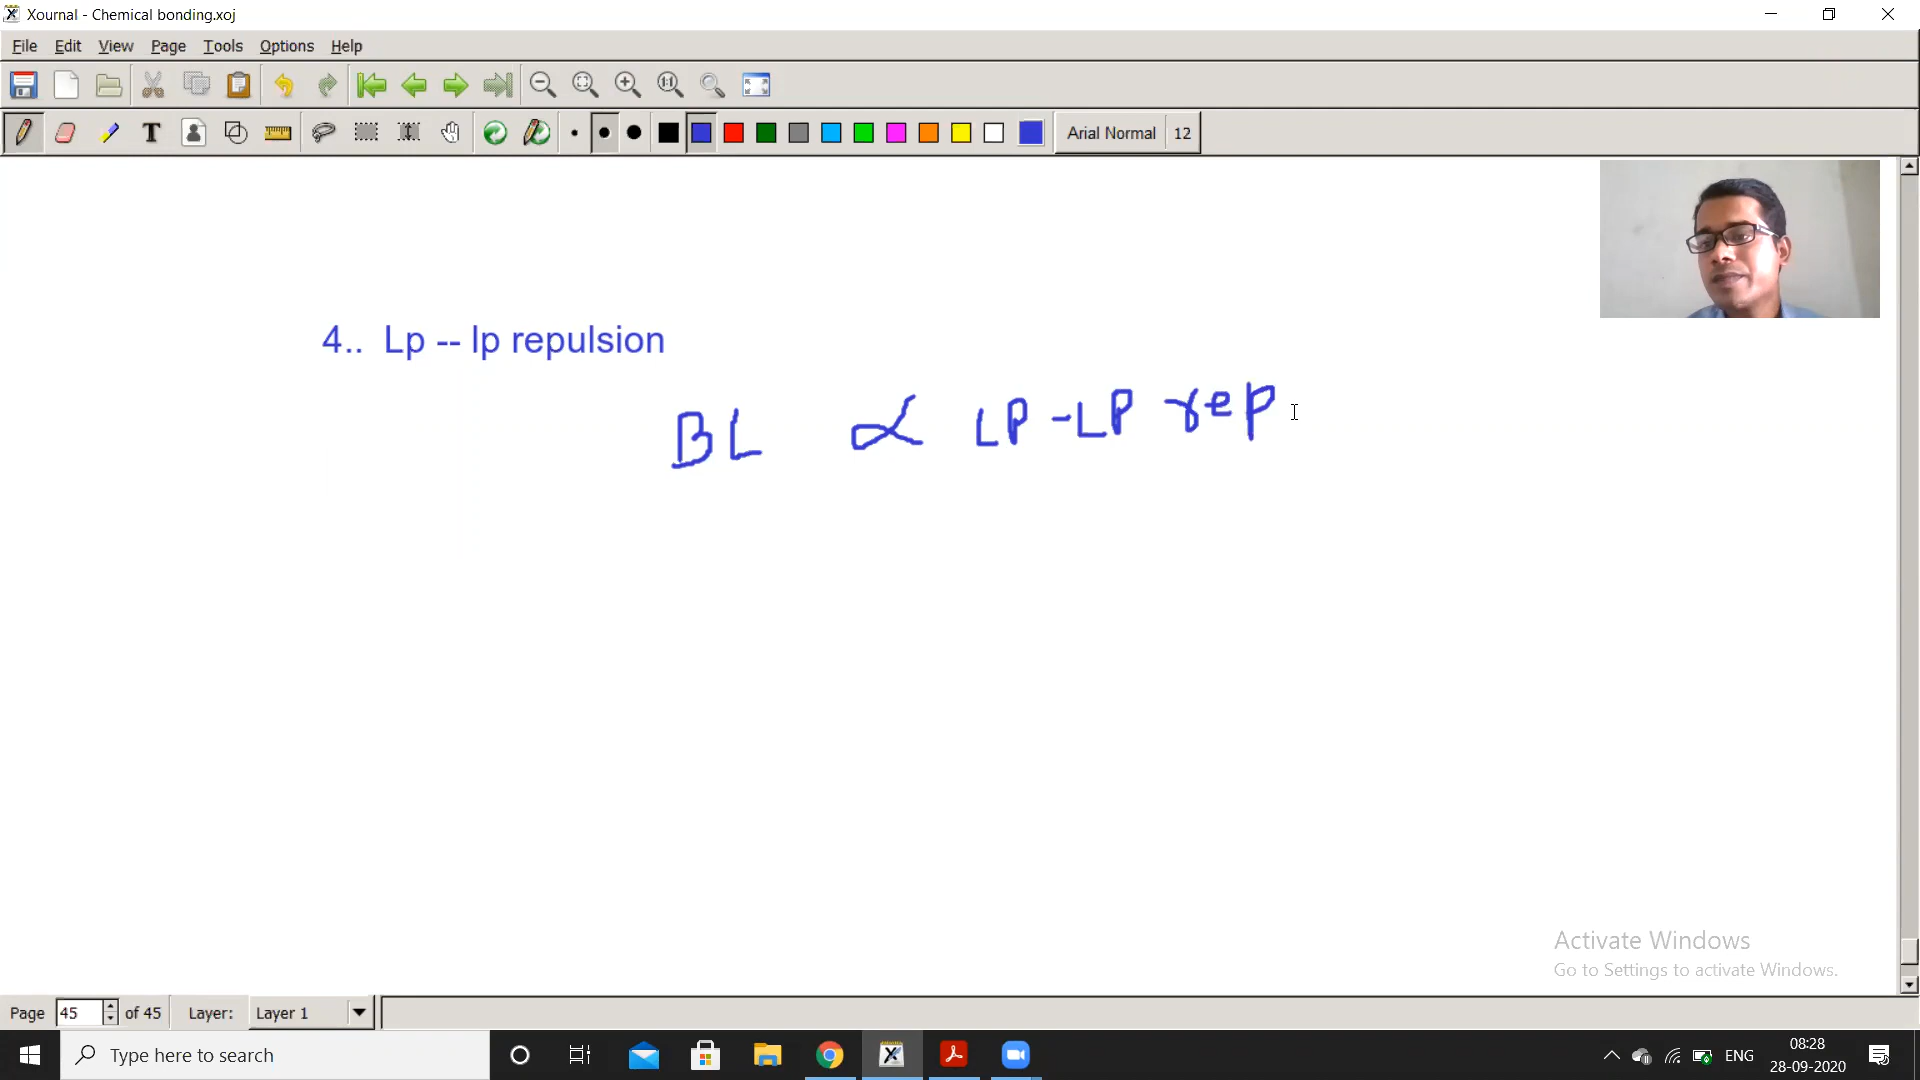 Xournal - Chemical bonding.xoj
File Edit View Page Tools Options Help
Arial Normal 12
4.. Lp -- lp repulsion
BL ∝ LP-LP rep
Activate Windows
Go to Settings to activate Windows.
Page 45 of 45 Layer: Layer 1
Type here to search
ENG
08:28
28-09-2020